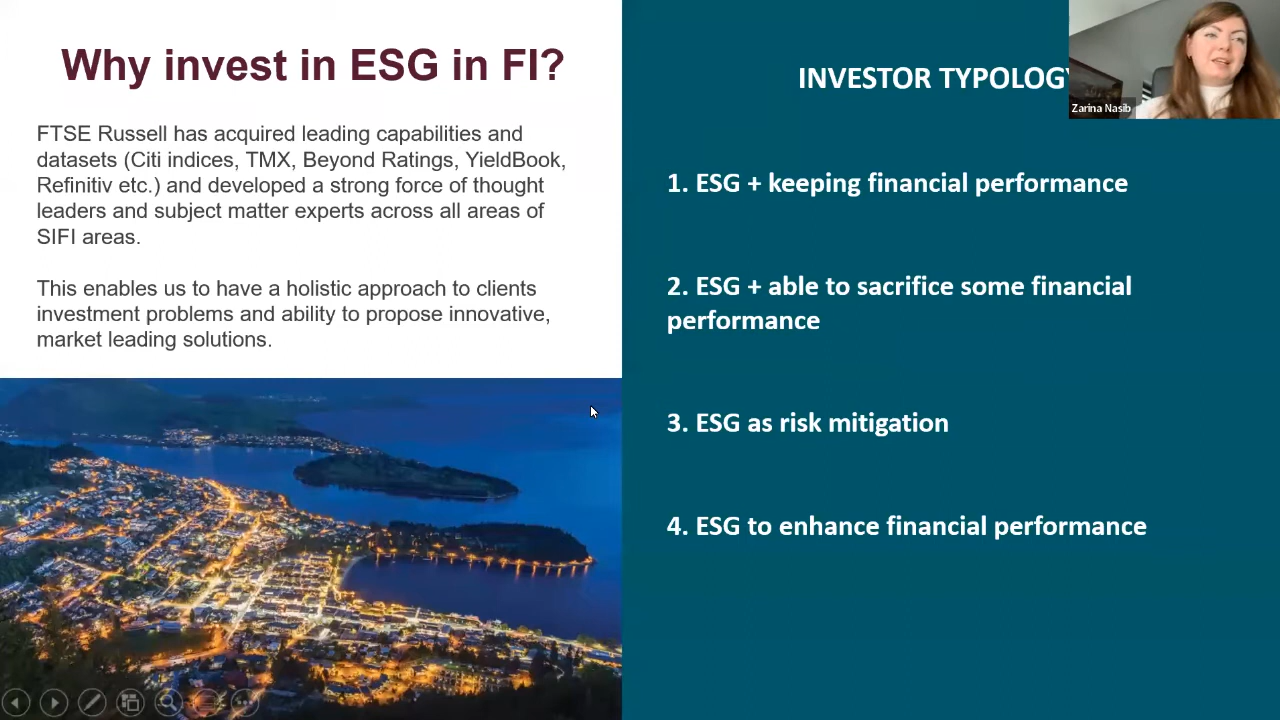 Why invest in ESG in FI?
FTSE Russell has acquired leading capabilities and
datasets (Citi indices, TMX, Beyond Ratings, YieldBook,
Refinitiv etc.) and developed a strong force of thought
leaders and subject matter experts across all areas of
SIFI areas.
This enables us to have a holistic approach to clients
investment problems and ability to propose innovative,
market leading solutions.
INVESTOR TYPOLOGY
1. ESG + keeping financial performance
2. ESG + able to sacrifice some financial
performance
3. ESG as risk mitigation
4. ESG to enhance financial performance
Zarina Nasib